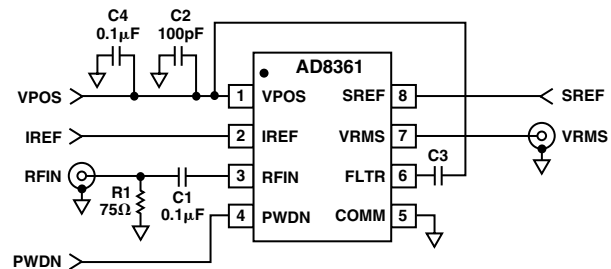 C4
0.1μF
C2
100pF
AD8361
VPOS
1
VPOS
SREF
8
SREF
IREF
2
IREF
VRMS
7
VRMS
RFIN
R1
75Ω
C1
0.1μF
3
RFIN
FLTR
6
C3
4
PWDN
COMM
5
PWDN